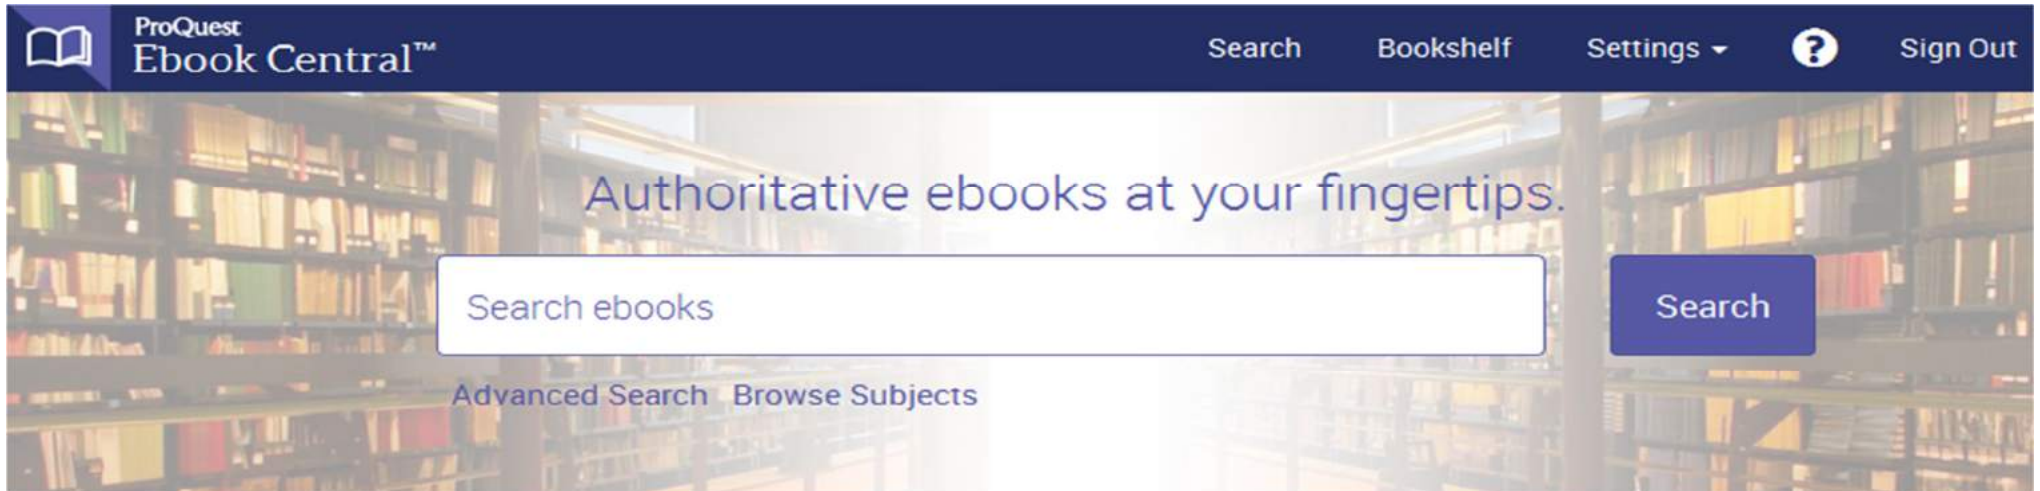 ProQuest
Ebook Central™
Search Bookshelf Settings ? Sign Out
Authoritative ebooks at your fingertips.
Search ebooks
Search
Advanced Search Browse Subjects